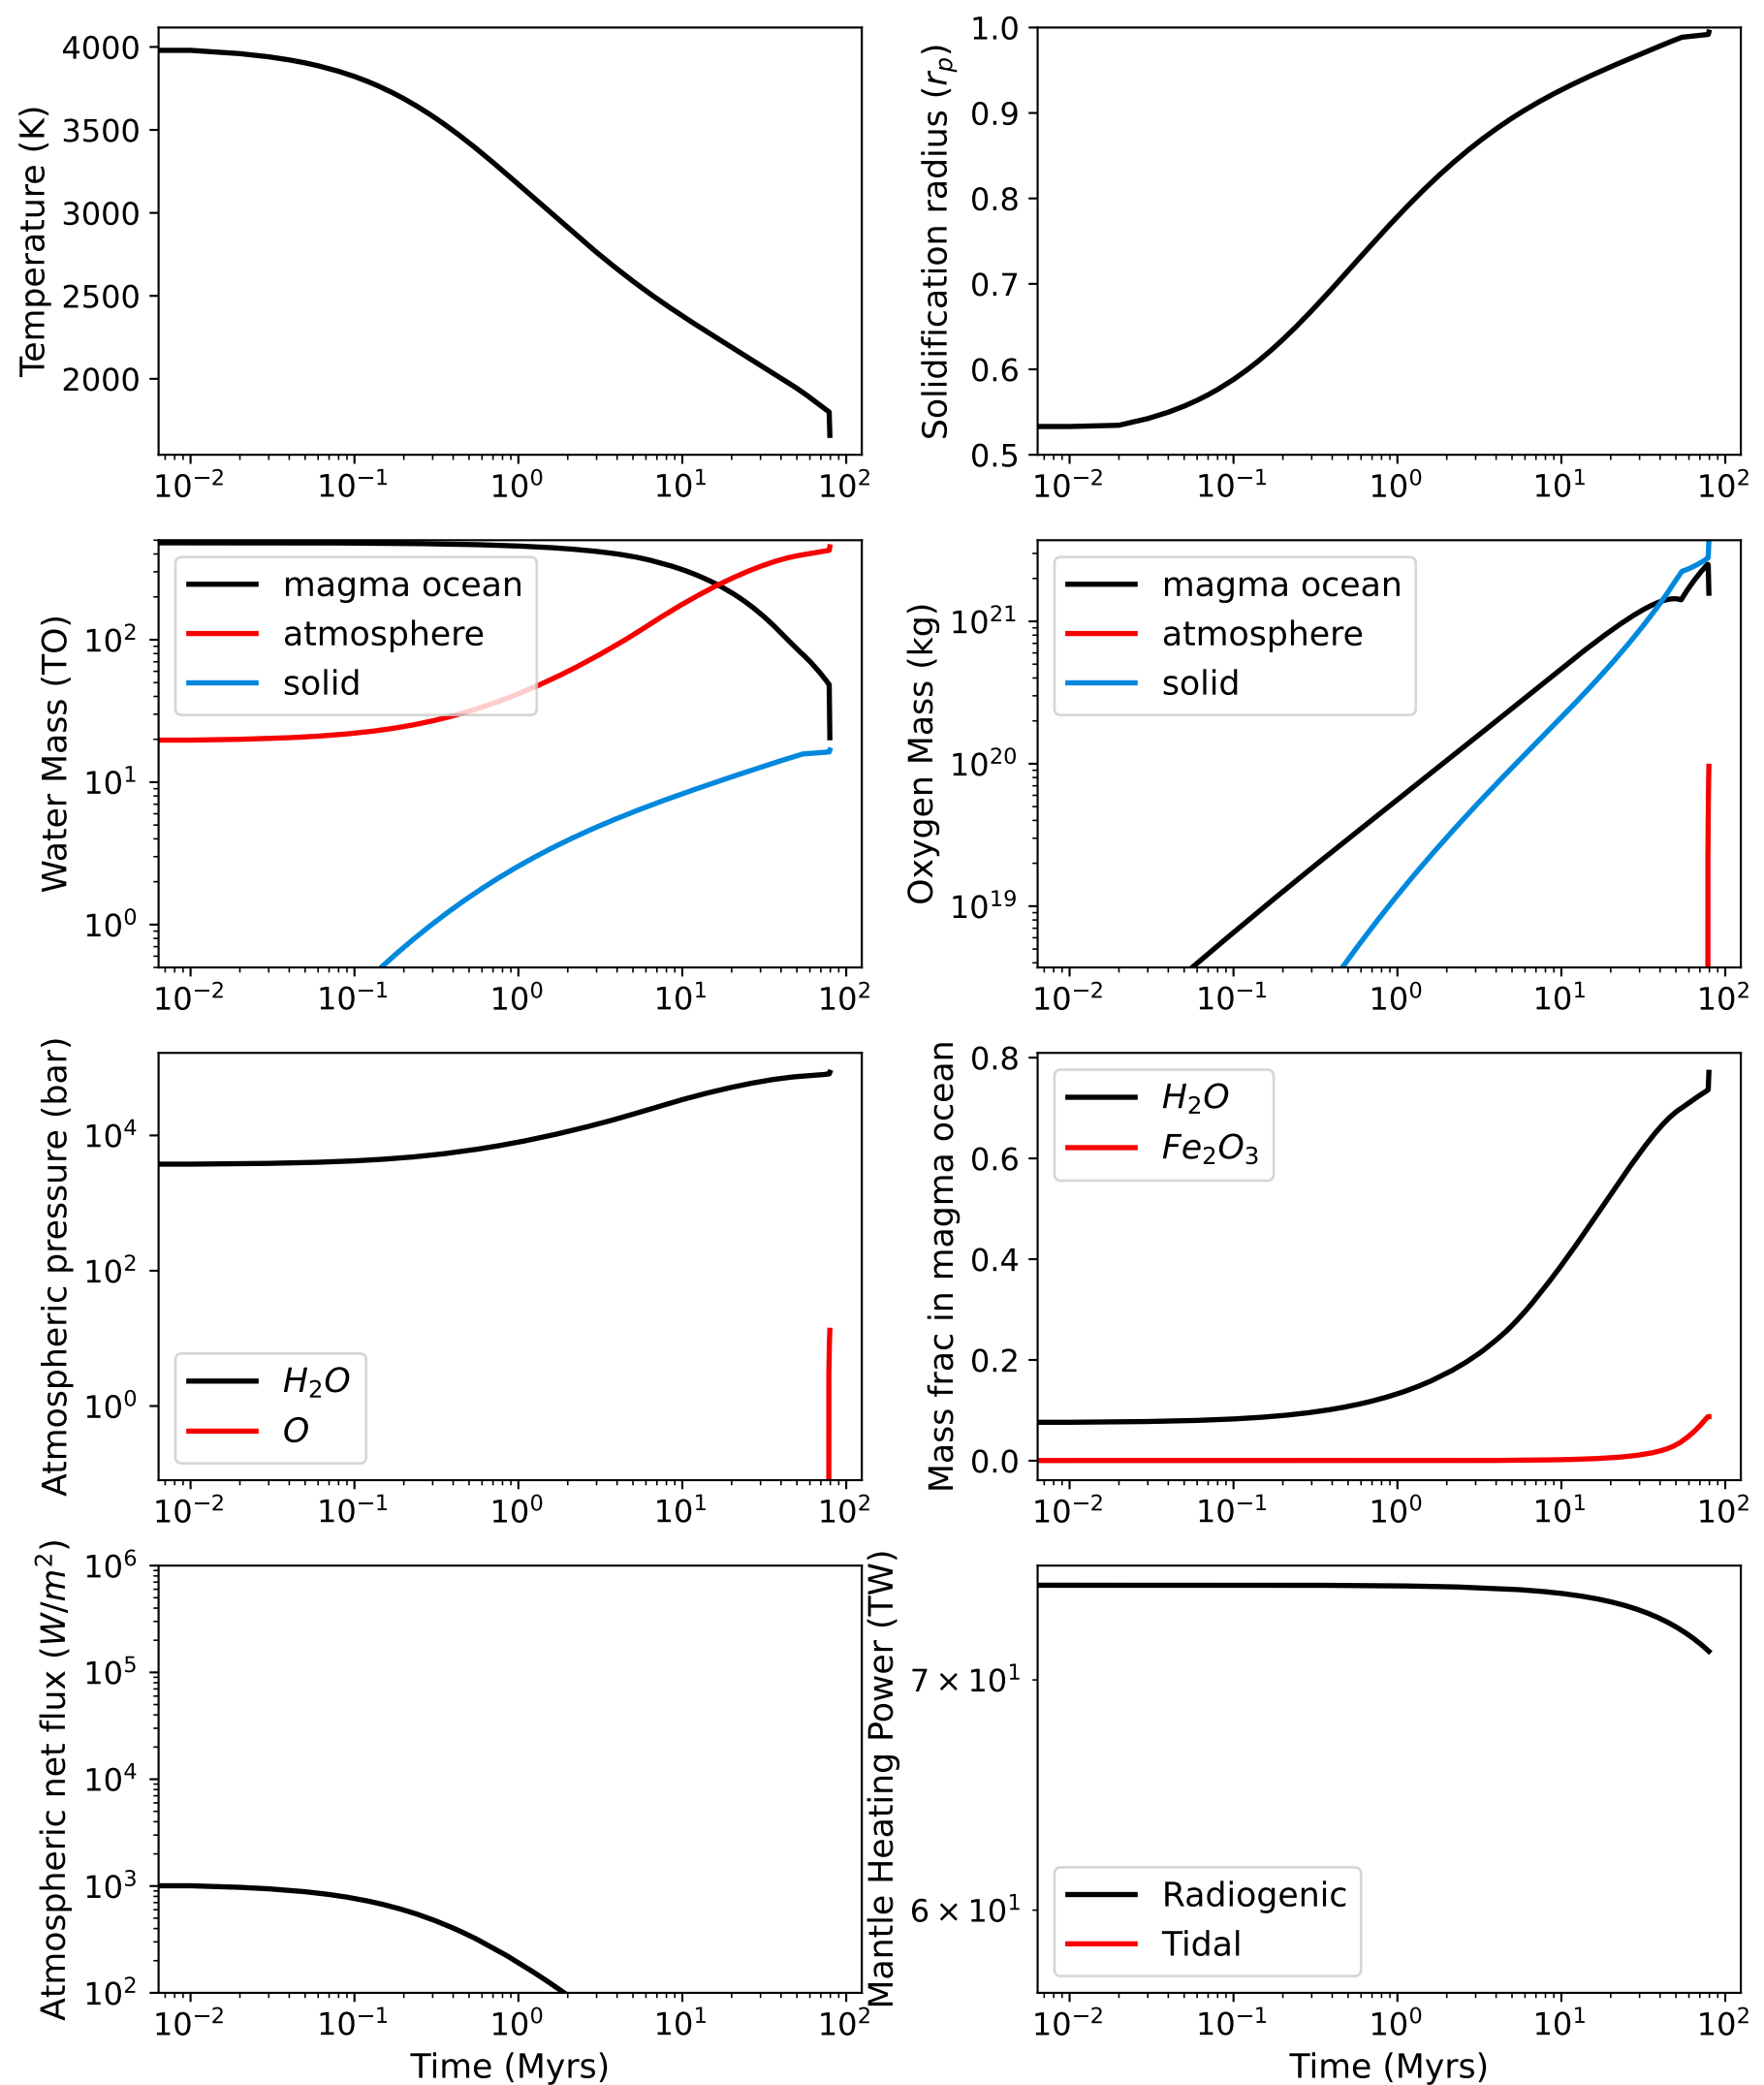 Temperature (K)
4000
3500
3000
2500
2000
10⁻² 10⁻¹ 10⁰ 10¹ 10²
Solidification radius (rₚ)
1.0
0.9
0.8
0.7
0.6
0.5
10⁻² 10⁻¹ 10⁰ 10¹ 10²
Water Mass (TO)
10²
10¹
10⁰
magma ocean
atmosphere
solid
10⁻² 10⁻¹ 10⁰ 10¹ 10²
Oxygen Mass (kg)
10²¹
10²⁰
10¹⁹
magma ocean
atmosphere
solid
10⁻² 10⁻¹ 10⁰ 10¹ 10²
Atmospheric pressure (bar)
10⁴
10²
10⁰
H₂O
O
10⁻² 10⁻¹ 10⁰ 10¹ 10²
Mass frac in magma ocean
0.8
0.6
0.4
0.2
0.0
H₂O
Fe₂O₃
10⁻² 10⁻¹ 10⁰ 10¹ 10²
Atmospheric net flux (W/m²)
10⁶
10⁵
10⁴
10³
10²
10⁻² 10⁻¹ 10⁰ 10¹ 10²
Time (Myrs)
Mantle Heating Power (TW)
7 × 10¹
6 × 10¹
Radiogenic
Tidal
10⁻² 10⁻¹ 10⁰ 10¹ 10²
Time (Myrs)